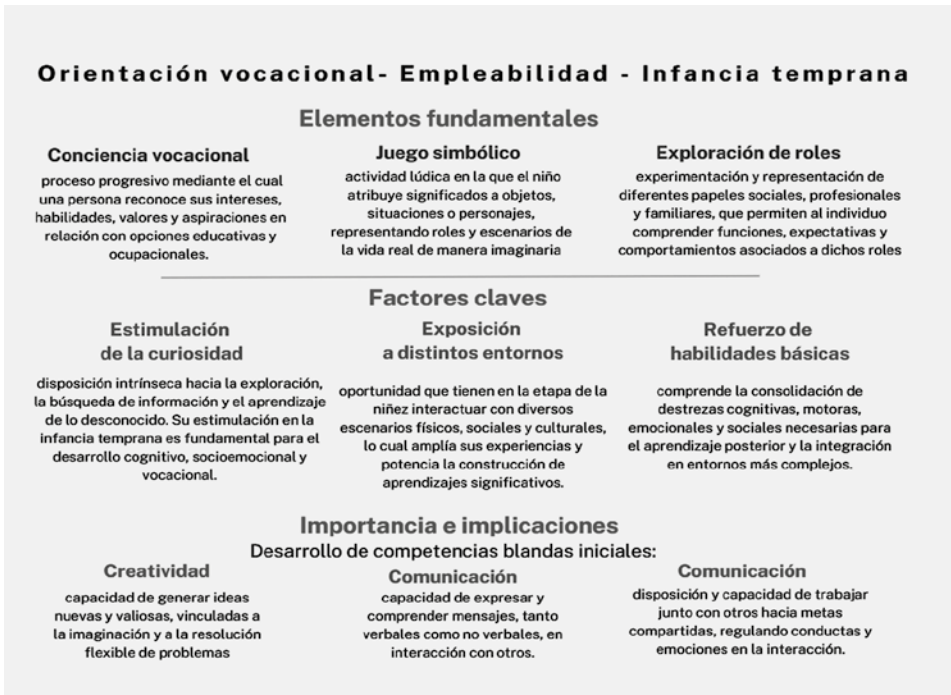 Orientación vocacional- Empleabilidad - Infancia temprana
Elementos fundamentales
Conciencia vocacional
proceso progresivo mediante el cual
una persona reconoce sus intereses,
habilidades, valores y aspiraciones en
relación con opciones educativas y
ocupacionales.
Juego simbólico
actividad lúdica en la que el niño
atribuye significados a objetos,
situaciones o personajes,
representando roles y escenarios de
la vida real de manera imaginaria
Exploración de roles
experimentación y representación de
diferentes papeles sociales, profesionales
y familiares, que permiten al individuo
comprender funciones, expectativas y
comportamientos asociados a dichos roles
Factores claves
Estimulación
de la curiosidad
disposición intrínseca hacia la exploración,
la búsqueda de información y el aprendizaje
de lo desconocido. Su estimulación en la
infancia temprana es fundamental para el
desarrollo cognitivo, socioemocional y
vocacional.
Exposición
a distintos entornos
oportunidad que tienen en la etapa de la
niñez interactuar con diversos
escenarios físicos, sociales y culturales,
lo cual amplía sus experiencias y
potencia la construcción de
aprendizajes significativos.
Refuerzo de
habilidades básicas
comprende la consolidación de
destrezas cognitivas, motoras,
emocionales y sociales necesarias para
el aprendizaje posterior y la integración
en entornos más complejos.
Importancia e implicaciones
Desarrollo de competencias blandas iniciales:
Creatividad
capacidad de generar ideas
nuevas y valiosas, vinculadas a
la imaginación y a la resolución
flexible de problemas
Comunicación
capacidad de expresar y
comprender mensajes, tanto
verbales como no verbales, en
interacción con otros.
Comunicación
disposición y capacidad de trabajar
junto con otros hacia metas
compartidas, regulando conductas y
emociones en la interacción.